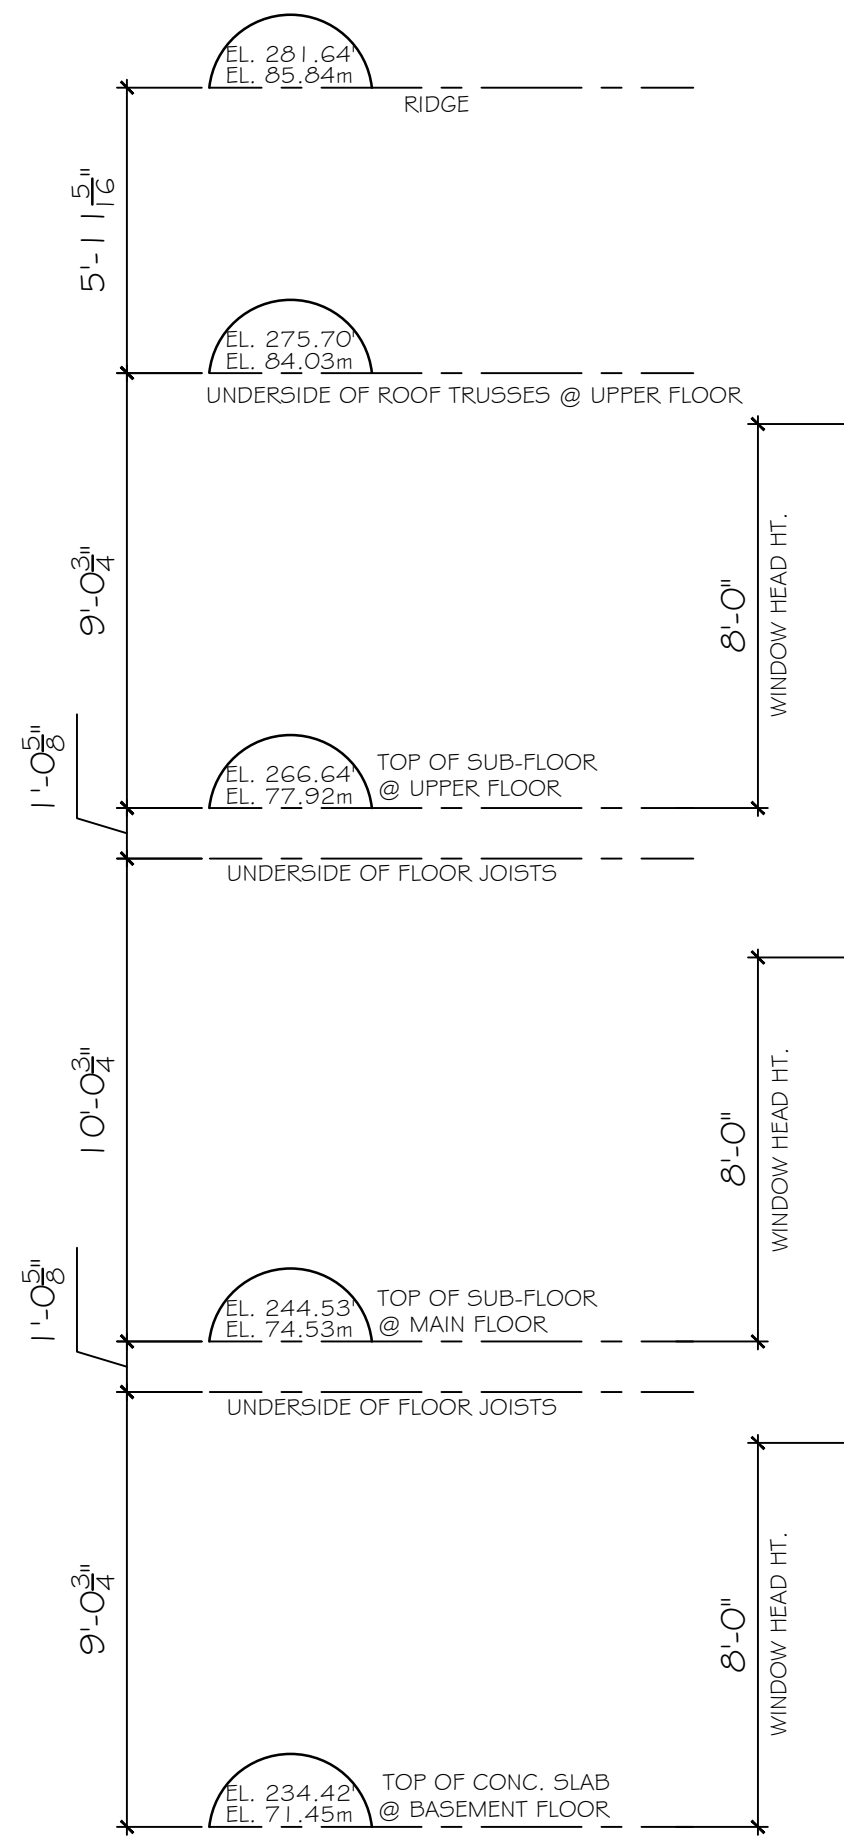 EL. 281.64'
EL. 85.84m
RIDGE
5'-11 5/16"
EL. 275.70'
EL. 84.03m
UNDERSIDE OF ROOF TRUSSES @ UPPER FLOOR
9'-0 3/4"
8'-0"
WINDOW HEAD HT.
1'-0 5/8"
EL. 266.64'
EL. 77.92m
TOP OF SUB-FLOOR
@ UPPER FLOOR
UNDERSIDE OF FLOOR JOISTS
10'-0 3/4"
8'-0"
WINDOW HEAD HT.
1'-0 5/8"
EL. 244.53'
EL. 74.53m
TOP OF SUB-FLOOR
@ MAIN FLOOR
UNDERSIDE OF FLOOR JOISTS
9'-0 3/4"
8'-0"
WINDOW HEAD HT.
EL. 234.42'
EL. 71.45m
TOP OF CONC. SLAB
@ BASEMENT FLOOR